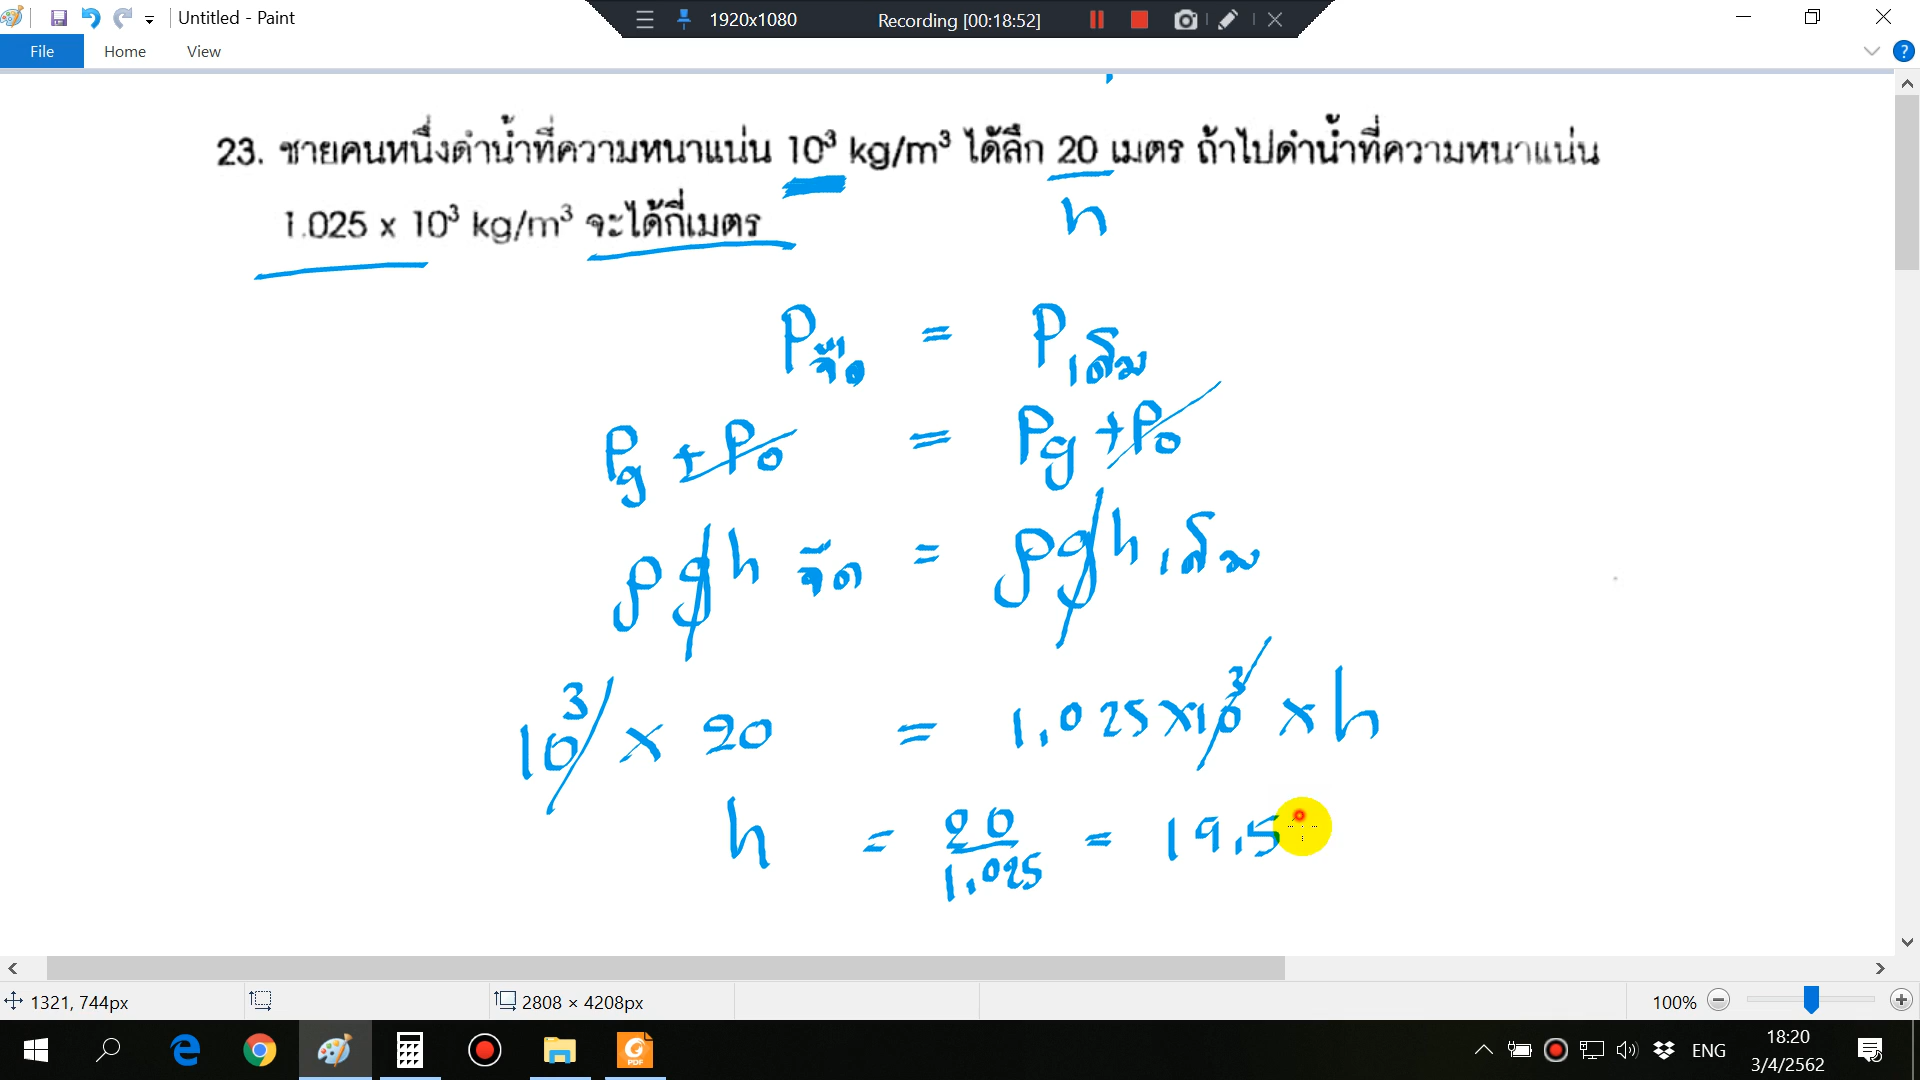 Untitled - Paint
1920x1080
Recording [00:18:52]
File Home View
23. ชายคนหนึ่งดำน้ำที่ความหนาแน่น 10³ kg/m³ ได้ลึก 20 เมตร ถ้าไปดำน้ำที่ความหนาแน่น
1.025 x 10³ kg/m³ จะได้กี่เมตร
h
P จืด = P เค็ม
Pg + P0 = Pg + P0
ρgh จืด = ρgh เค็ม
10³ x 20 = 1.025x10³ x h
h = 20/1.025 = 19.5
1321, 744px
2808 × 4208px
100%
ENG
18:20
3/4/2562